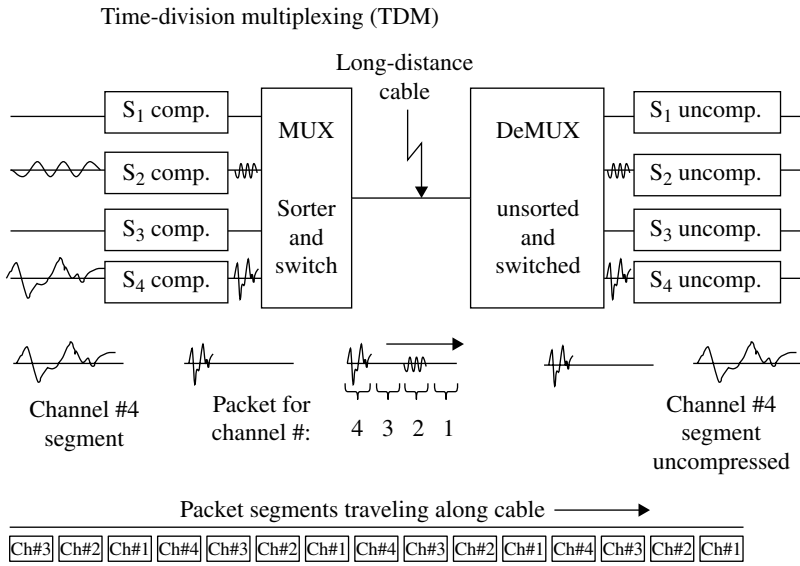 Time-division multiplexing (TDM)
Long-distance
cable
S1 comp.
MUX
DeMUX
S1 uncomp.
S2 comp.
S2 uncomp.
Sorter
and
switch
unsorted
and
switched
S3 comp.
S3 uncomp.
S4 comp.
S4 uncomp.
Channel #4
segment
Packet for
channel #:
4 3 2 1
Channel #4
segment
uncompressed
Packet segments traveling along cable
Ch#3 Ch#2 Ch#1 Ch#4 Ch#3 Ch#2 Ch#1 Ch#4 Ch#3 Ch#2 Ch#1 Ch#4 Ch#3 Ch#2 Ch#1